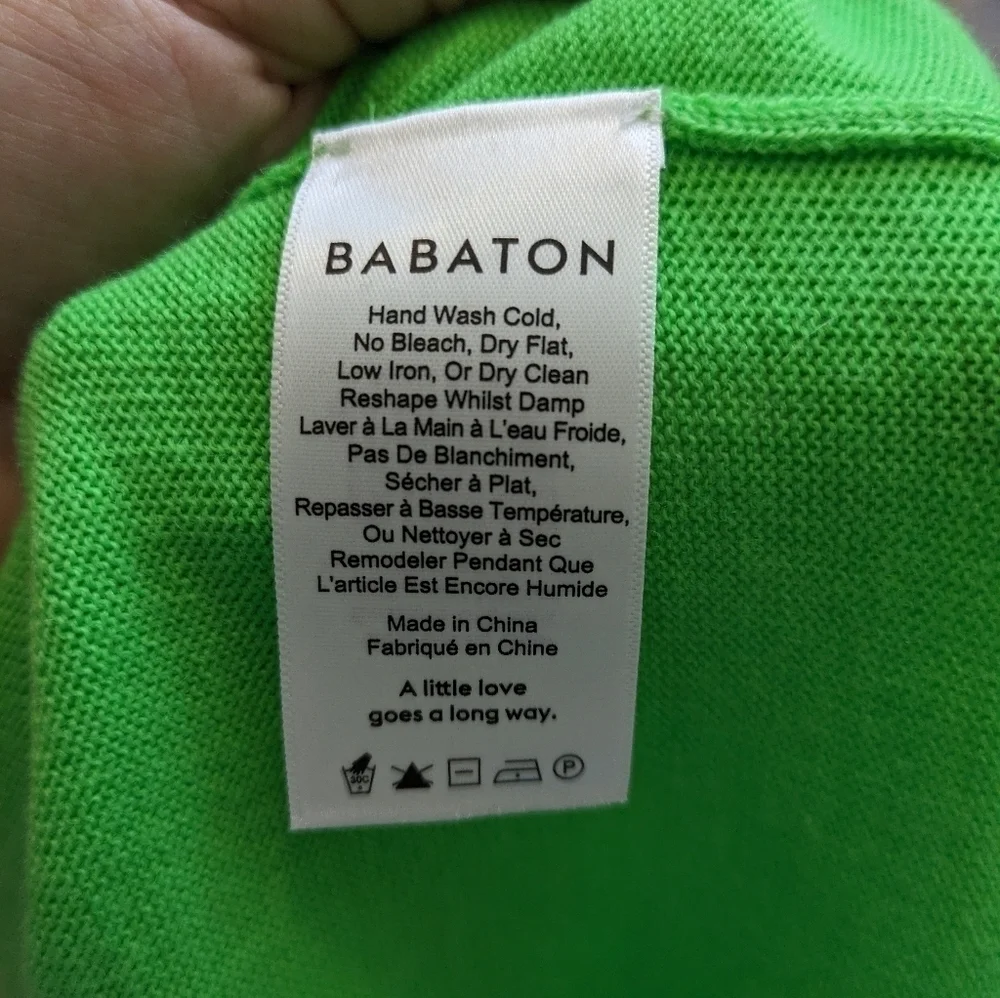 BABATON
Hand Wash Cold,
No Bleach, Dry Flat,
Low Iron, Or Dry Clean
Reshape Whilst Damp
Laver à La Main à L'eau Froide,
Pas De Blanchiment,
Sécher à Plat,
Repasser à Basse Température,
Ou Nettoyer à Sec
Remodeler Pendant Que
L'article Est Encore Humide
Made in China
Fabriqué en Chine
A little love
goes a long way.
30C P